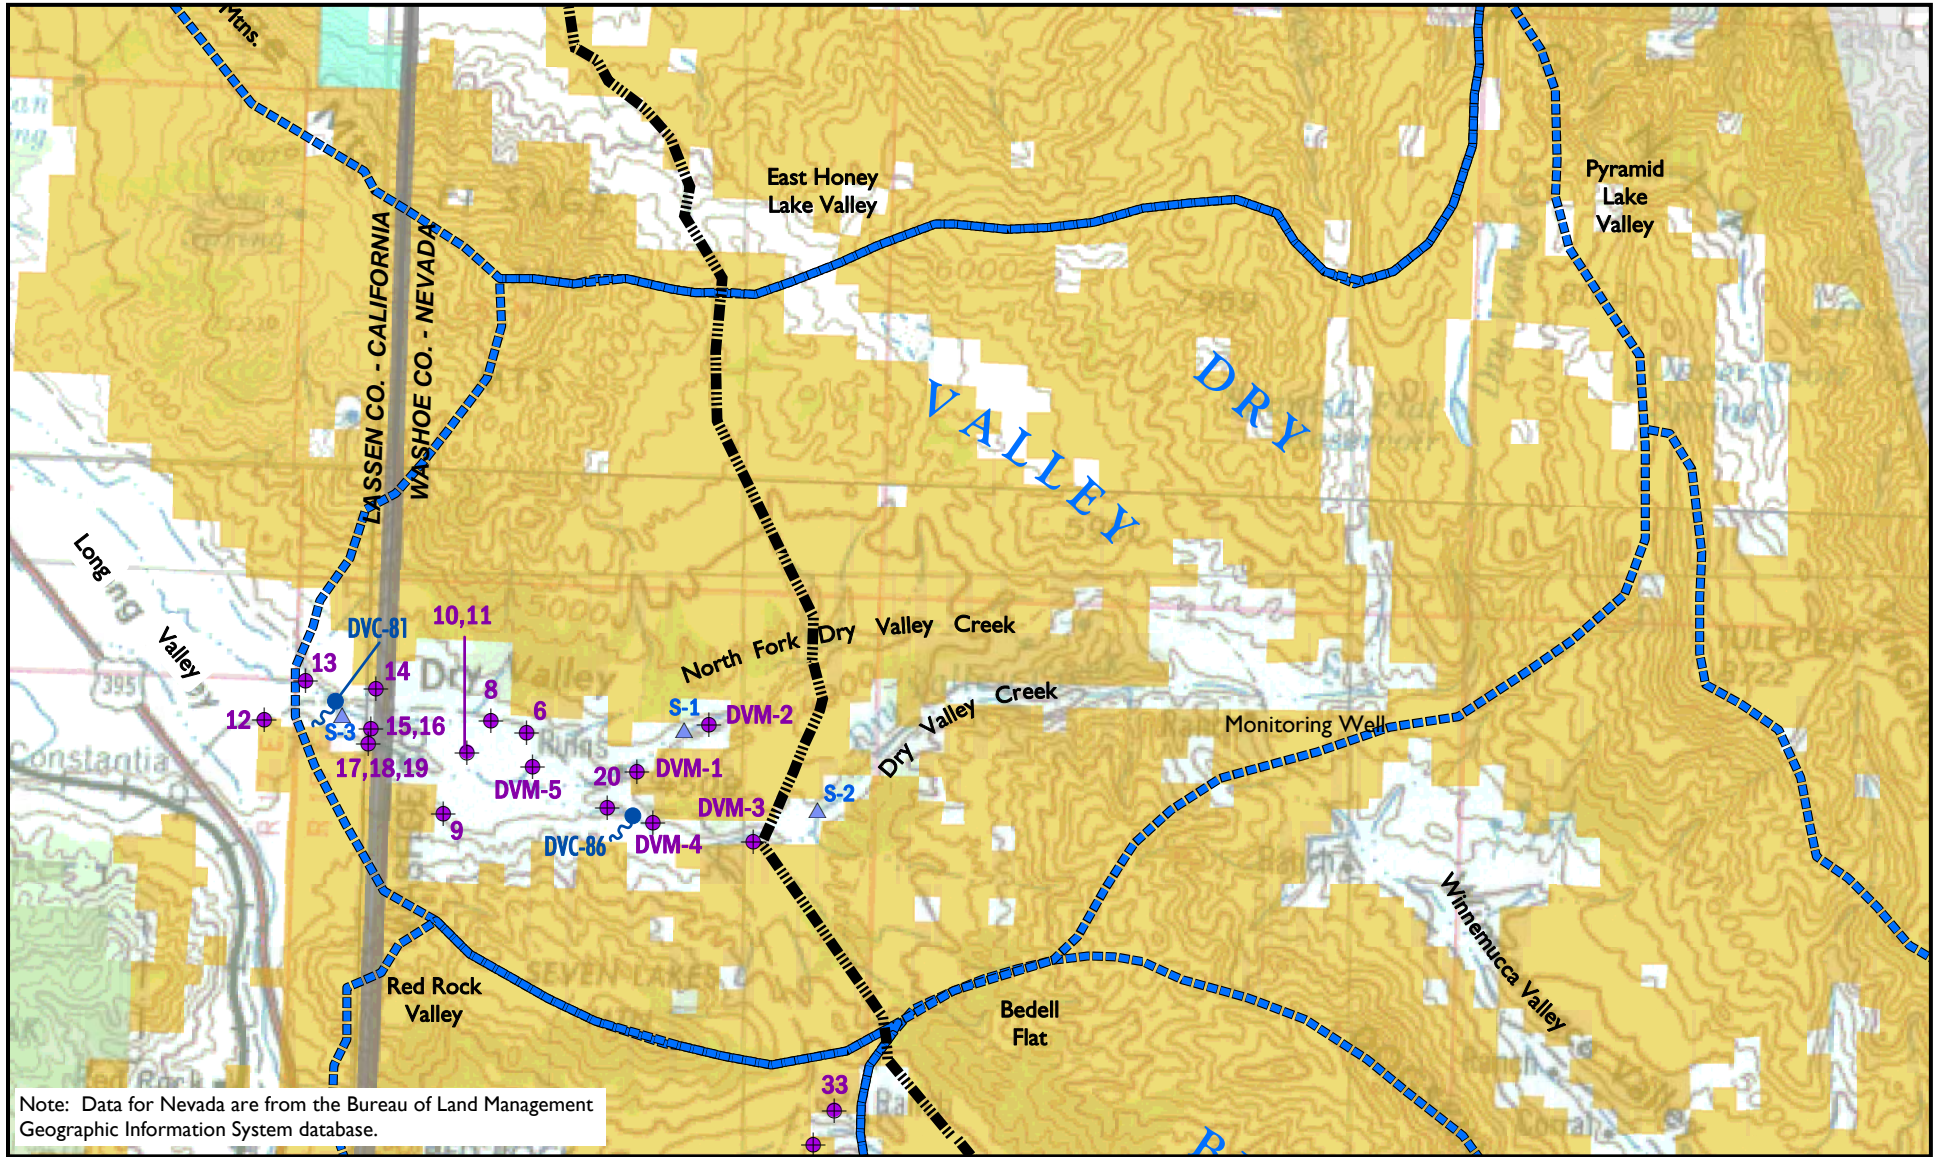 Mtns.
East Honey
Lake Valley
Pyramid
Lake
Valley
LASSEN CO. - CALIFORNIA
WASHOE CO. - NEVADA
DRY
VALLEY
Long
Valley
395
Constantia
DVC-81
10,11
13
14
12
S-3
15,16
17,18,19
Dry Valley
8
6
DVM-5
9
North Fork Dry Valley Creek
S-1
DVM-2
20
DVM-1
DVM-3
DVC-86
DVM-4
S-2
Dry Valley Creek
Monitoring Well
Winnemucca Valley
Red Rock
Valley
Bedell
Flat
33
Note: Data for Nevada are from the Bureau of Land Management
Geographic Information System database.